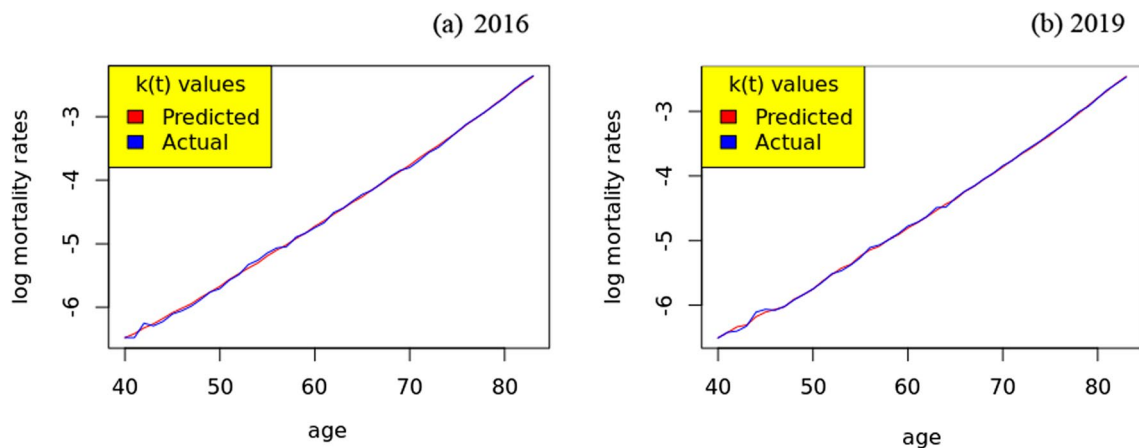 (a) 2016
k(t) values
Predicted
Actual
log mortality rates
-3
-4
-5
-6
40 50 60 70 80
age
(b) 2019
k(t) values
Predicted
Actual
log mortality rates
-3
-4
-5
-6
40 50 60 70 80
age